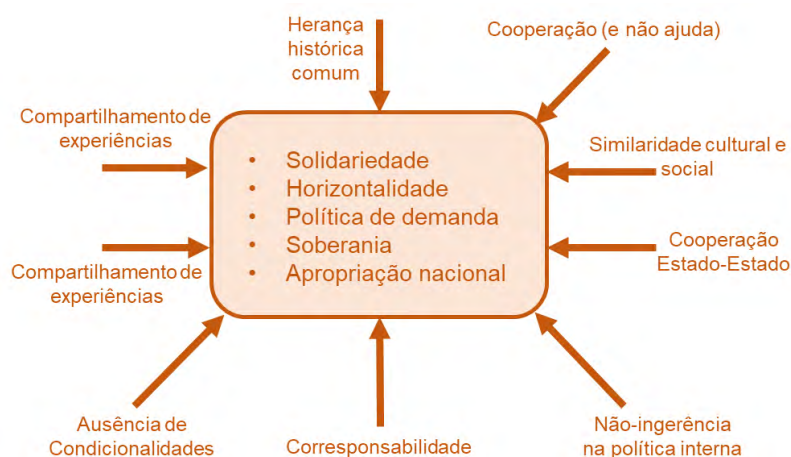 Herança
histórica
comum
Cooperação (e não ajuda)
Compartilhamento de
experiências
Similaridade cultural e
social
• Solidariedade
• Horizontalidade
• Política de demanda
• Soberania
• Apropriação nacional
Cooperação
Estado-Estado
Compartilhamento de
experiências
Ausência de
Condicionalidades
Corresponsabilidade
Não-ingerência
na política interna